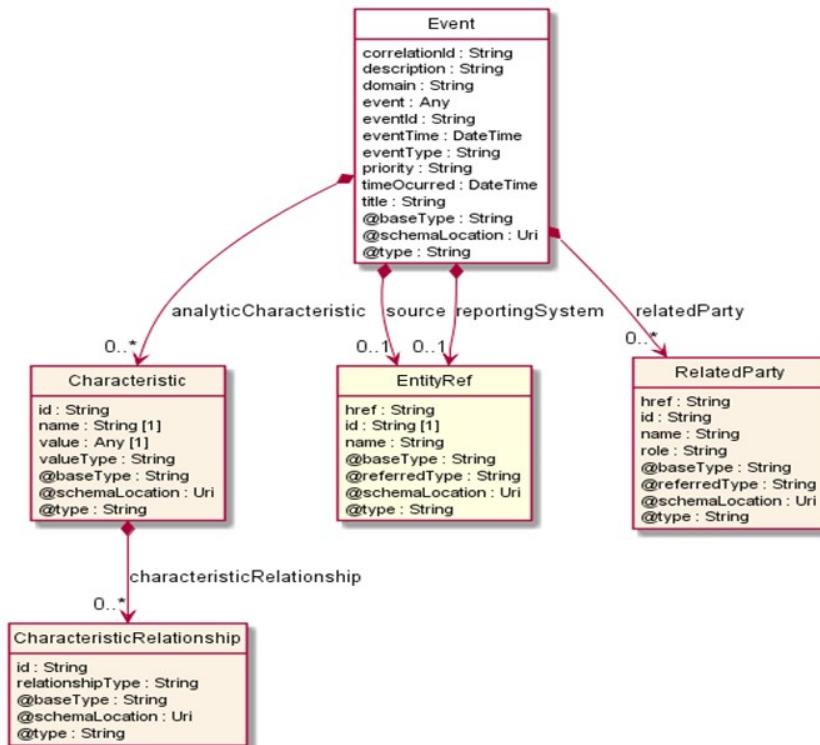 Event
correlationId : String
description : String
domain : String
event : Any
eventId : String
eventTime : DateTime
eventType : String
priority : String
timeOcurred : DateTime
title : String
@baseType : String
@schemaLocation : Uri
@type : String
analyticCharacteristic
source
reportingSystem
relatedParty
0..*
0..1
0..1
0..*
Characteristic
id : String
name : String [1]
value : Any [1]
valueType : String
@baseType : String
@schemaLocation : Uri
@type : String
EntityRef
href : String
id : String [1]
name : String
@baseType : String
@referredType : String
@schemaLocation : Uri
@type : String
RelatedParty
href : String
id : String
name : String
role : String
@baseType : String
@referredType : String
@schemaLocation : Uri
@type : String
characteristicRelationship
0..*
CharacteristicRelationship
id : String
relationshipType : String
@baseType : String
@schemaLocation : Uri
@type : String